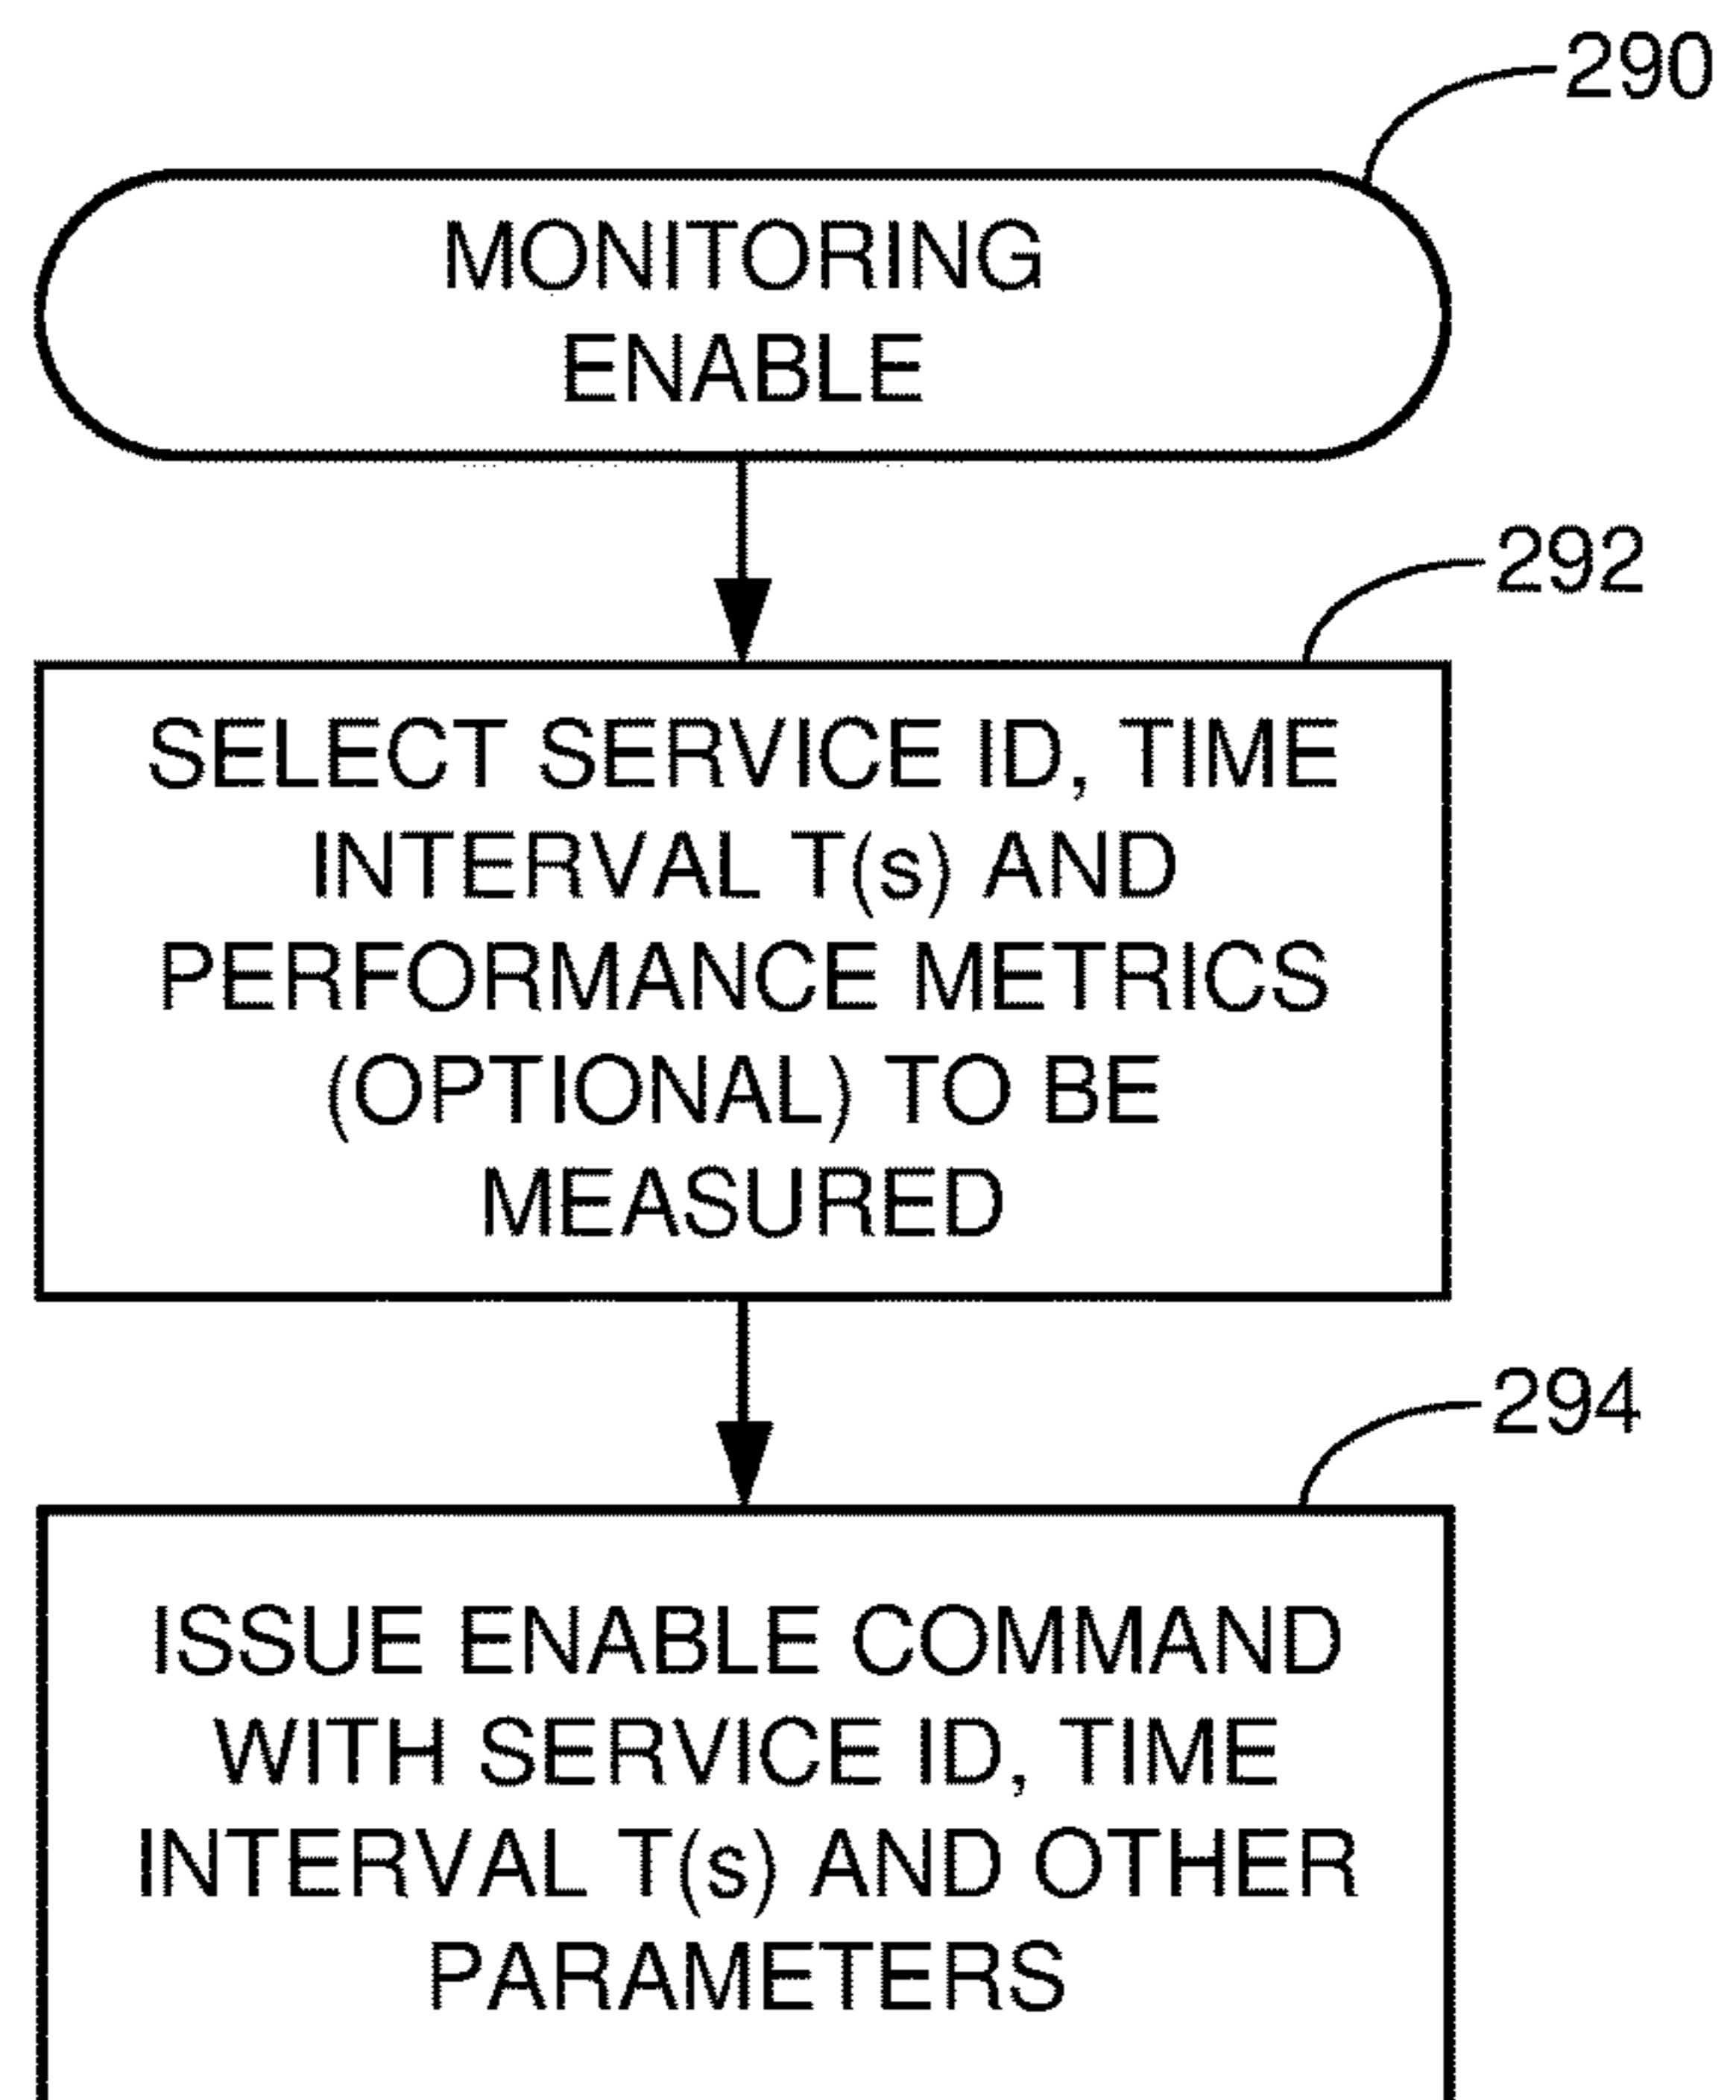 290
MONITORING
ENABLE
292
SELECT SERVICE ID, TIME
INTERVAL T(s) AND
PERFORMANCE METRICS
(OPTIONAL) TO BE
MEASURED
294
ISSUE ENABLE COMMAND
WITH SERVICE ID, TIME
INTERVAL T(s) AND OTHER
PARAMETERS